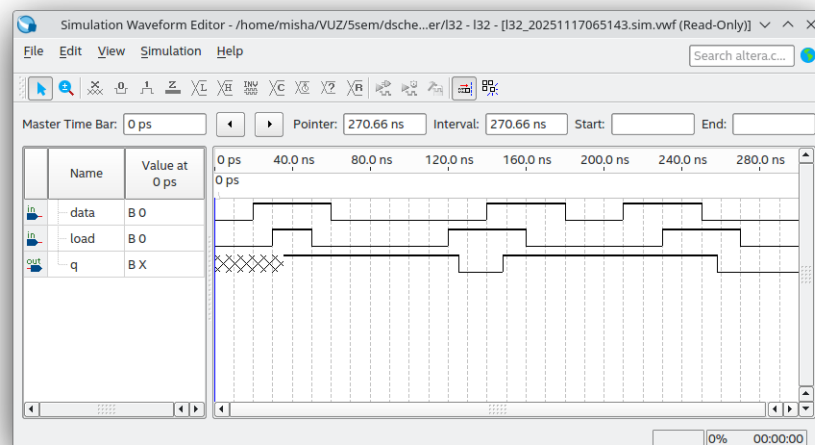 Simulation Waveform Editor - /home/misha/VUZ/5sem/dsche...er/l32 - l32 - [l32_20251117065143.sim.vwf (Read-Only)]
File Edit View Simulation Help
Search altera.c...
Master Time Bar: 0 ps Pointer: 270.66 ns Interval: 270.66 ns Start: End:
Name Value at 0 ps
0 ps 40.0 ns 80.0 ns 120.0 ns 160.0 ns 200.0 ns 240.0 ns 280.0 ns
0 ps
in data B 0
in load B 0
out q B X
0% 00:00:00